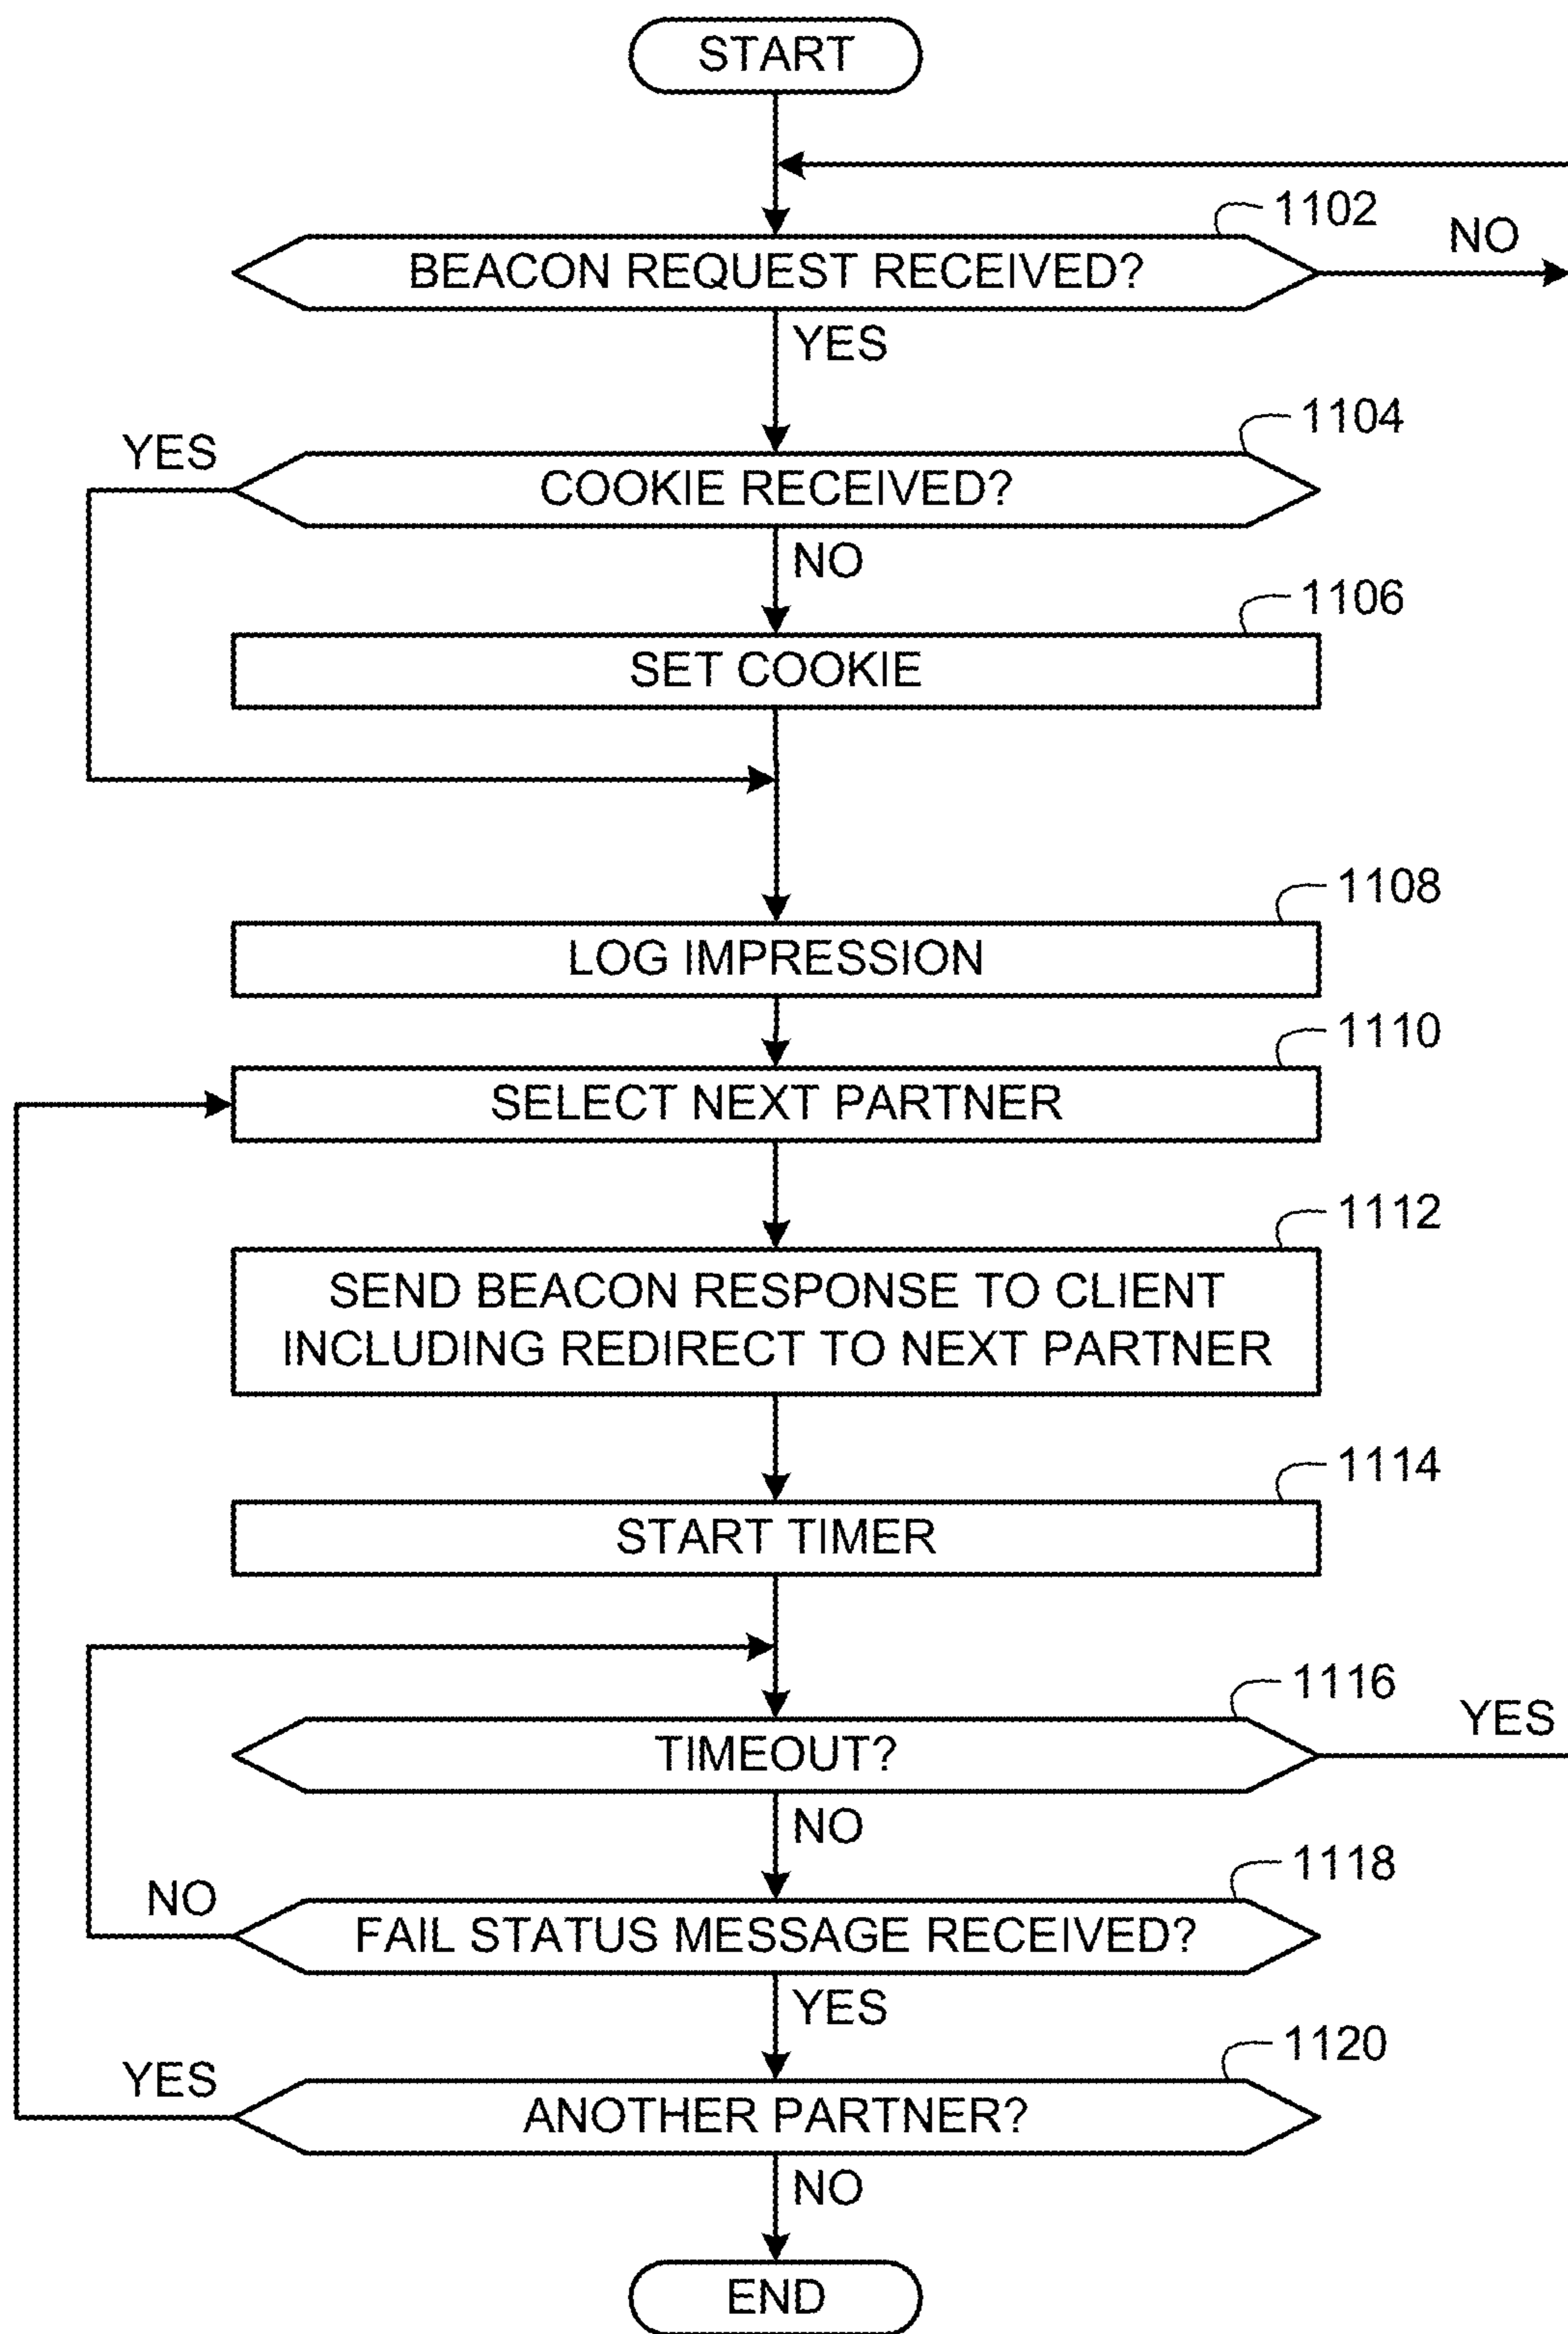 START
1102
BEACON REQUEST RECEIVED?
NO
YES
1104
YES
COOKIE RECEIVED?
NO
1106
SET COOKIE
1108
LOG IMPRESSION
1110
SELECT NEXT PARTNER
1112
SEND BEACON RESPONSE TO CLIENT
INCLUDING REDIRECT TO NEXT PARTNER
1114
START TIMER
1116
YES
TIMEOUT?
NO
1118
NO
FAIL STATUS MESSAGE RECEIVED?
YES
1120
YES
ANOTHER PARTNER?
NO
END